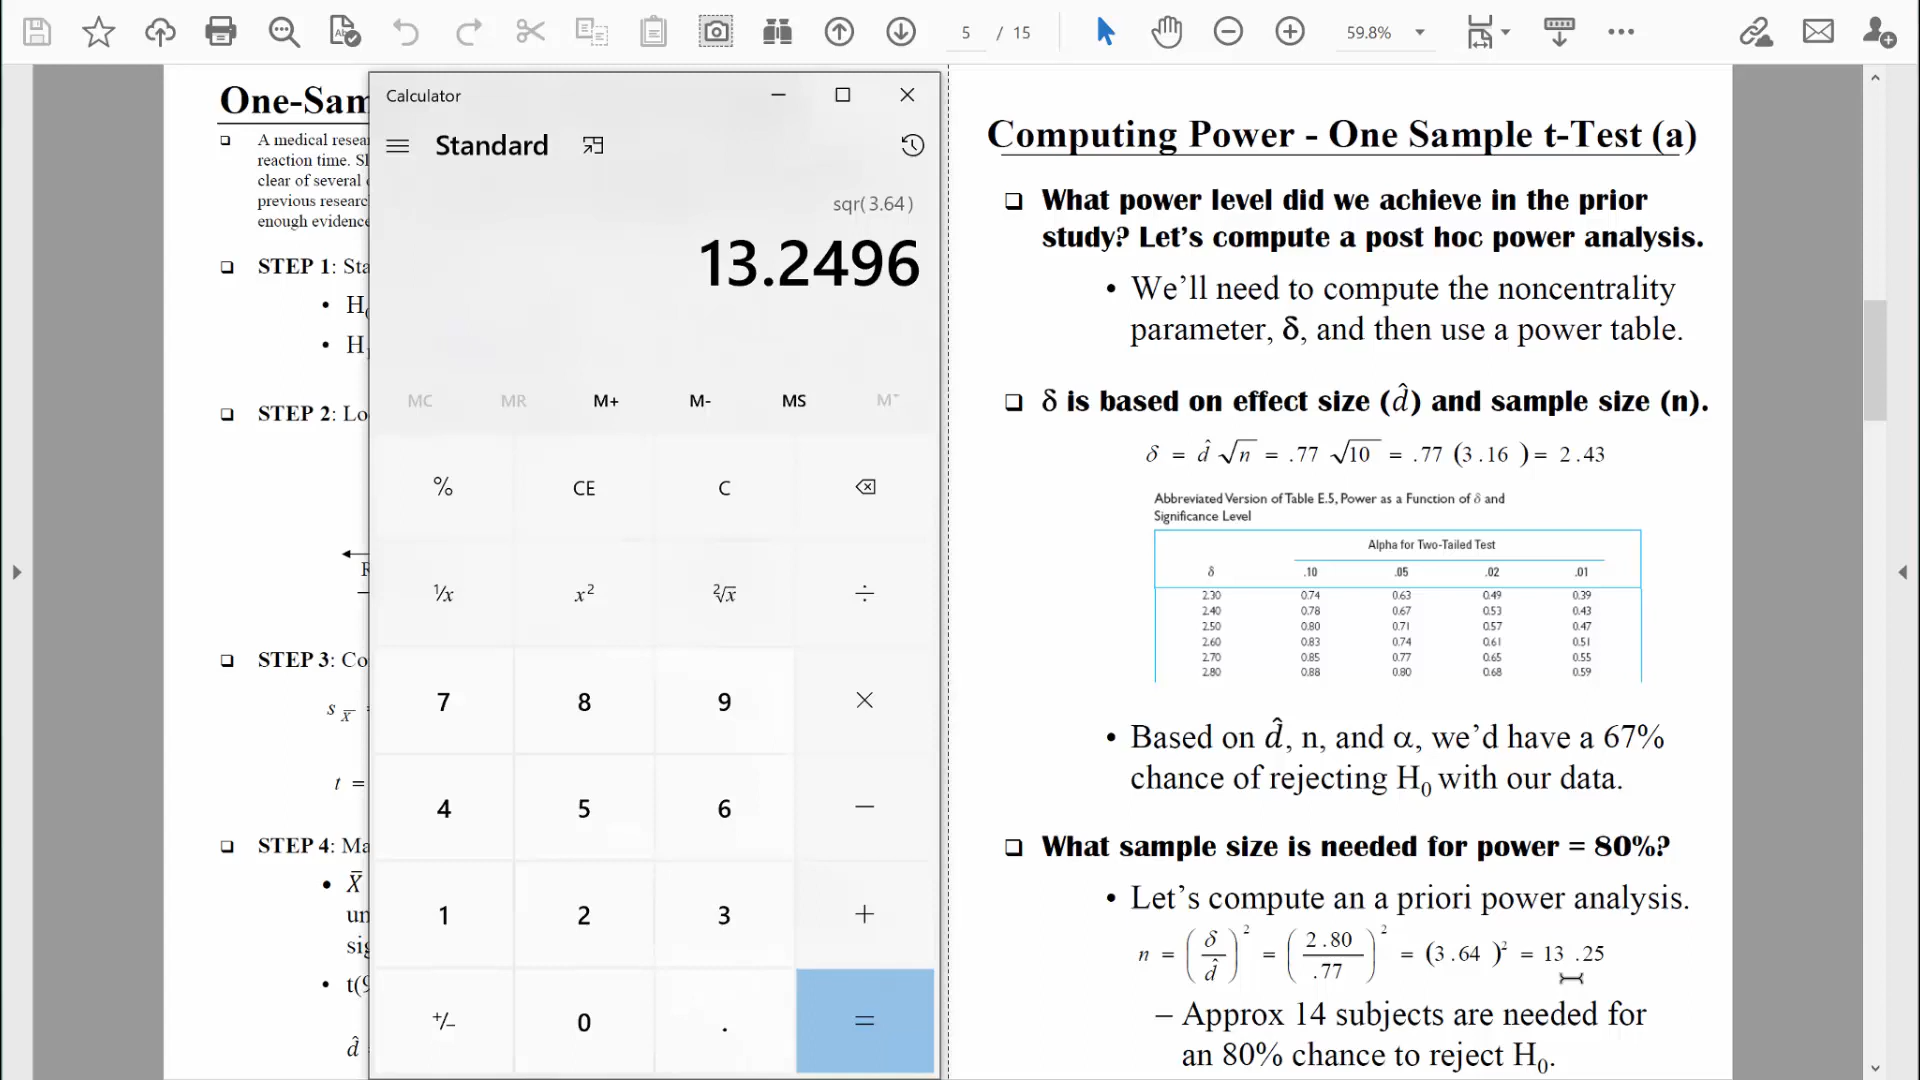 5 / 15
59.8%
One-Sam
A medical resea
reaction time. S
clear of several
previous researc
enough evidence
STEP 1: Sta
H
H
STEP 2: Lo
STEP 3: Co
s X̄
t =
STEP 4: Ma
X̄
un
sig
t(9
d̂
Calculator
Standard
sqr(3.64)
13.2496
MC MR M+ M- MS M˅
% CE C
¹/x x² ²√x ÷
7 8 9 ×
4 5 6 −
1 2 3 +
+/− 0 . =
Computing Power - One Sample t-Test (a)
What power level did we achieve in the prior
study? Let’s compute a post hoc power analysis.
• We’ll need to compute the noncentrality
parameter, δ, and then use a power table.
δ is based on effect size (d̂) and sample size (n).
δ = d̂ √n = .77 √10 = .77 (3.16) = 2.43
Abbreviated Version of Table E.5, Power as a Function of δ and
Significance Level
Alpha for Two-Tailed Test
δ .10 .05 .02 .01
2.30 0.74 0.63 0.49 0.39
2.40 0.78 0.67 0.53 0.43
2.50 0.80 0.71 0.57 0.47
2.60 0.83 0.74 0.61 0.51
2.70 0.85 0.77 0.65 0.55
2.80 0.88 0.80 0.68 0.59
• Based on d̂, n, and α, we’d have a 67%
chance of rejecting H₀ with our data.
What sample size is needed for power = 80%?
• Let’s compute an a priori power analysis.
n = (δ/d̂)² = (2.80/.77)² = (3.64)² = 13.25
– Approx 14 subjects are needed for
an 80% chance to reject H₀.